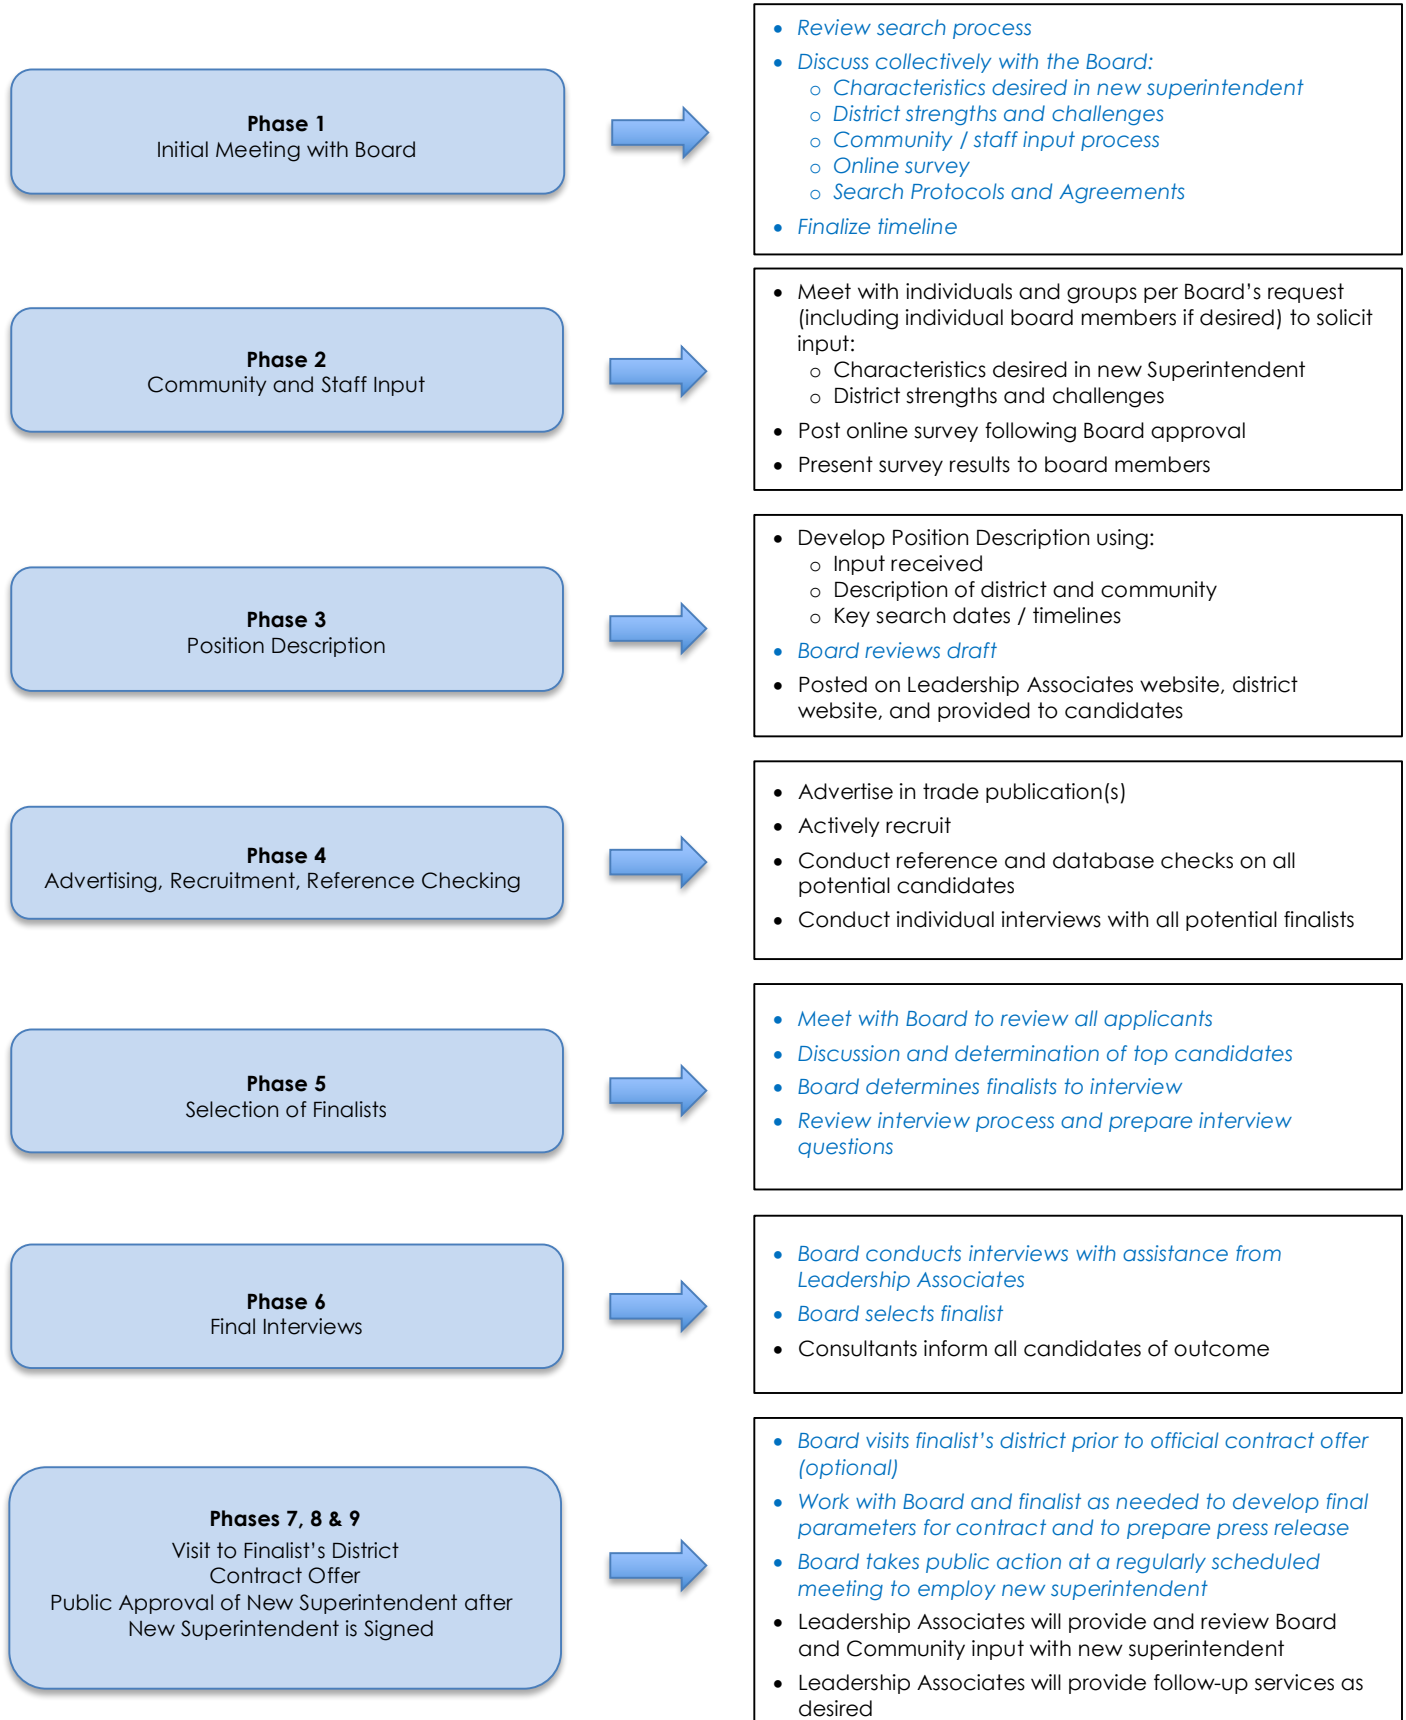 Phase 1
Initial Meeting with Board
• Review search process
• Discuss collectively with the Board:
o Characteristics desired in new superintendent
o District strengths and challenges
o Community / staff input process
o Online survey
o Search Protocols and Agreements
• Finalize timeline
Phase 2
Community and Staff Input
• Meet with individuals and groups per Board’s request
(including individual board members if desired) to solicit
input:
o Characteristics desired in new Superintendent
o District strengths and challenges
• Post online survey following Board approval
• Present survey results to board members
Phase 3
Position Description
• Develop Position Description using:
o Input received
o Description of district and community
o Key search dates / timelines
• Board reviews draft
• Posted on Leadership Associates website, district
website, and provided to candidates
Phase 4
Advertising, Recruitment, Reference Checking
• Advertise in trade publication(s)
• Actively recruit
• Conduct reference and database checks on all
potential candidates
• Conduct individual interviews with all potential finalists
Phase 5
Selection of Finalists
• Meet with Board to review all applicants
• Discussion and determination of top candidates
• Board determines finalists to interview
• Review interview process and prepare interview
questions
Phase 6
Final Interviews
• Board conducts interviews with assistance from
Leadership Associates
• Board selects finalist
• Consultants inform all candidates of outcome
Phases 7, 8 & 9
Visit to Finalist’s District
Contract Offer
Public Approval of New Superintendent after
New Superintendent is Signed
• Board visits finalist’s district prior to official contract offer
(optional)
• Work with Board and finalist as needed to develop final
parameters for contract and to prepare press release
• Board takes public action at a regularly scheduled
meeting to employ new superintendent
• Leadership Associates will provide and review Board
and Community input with new superintendent
• Leadership Associates will provide follow-up services as
desired